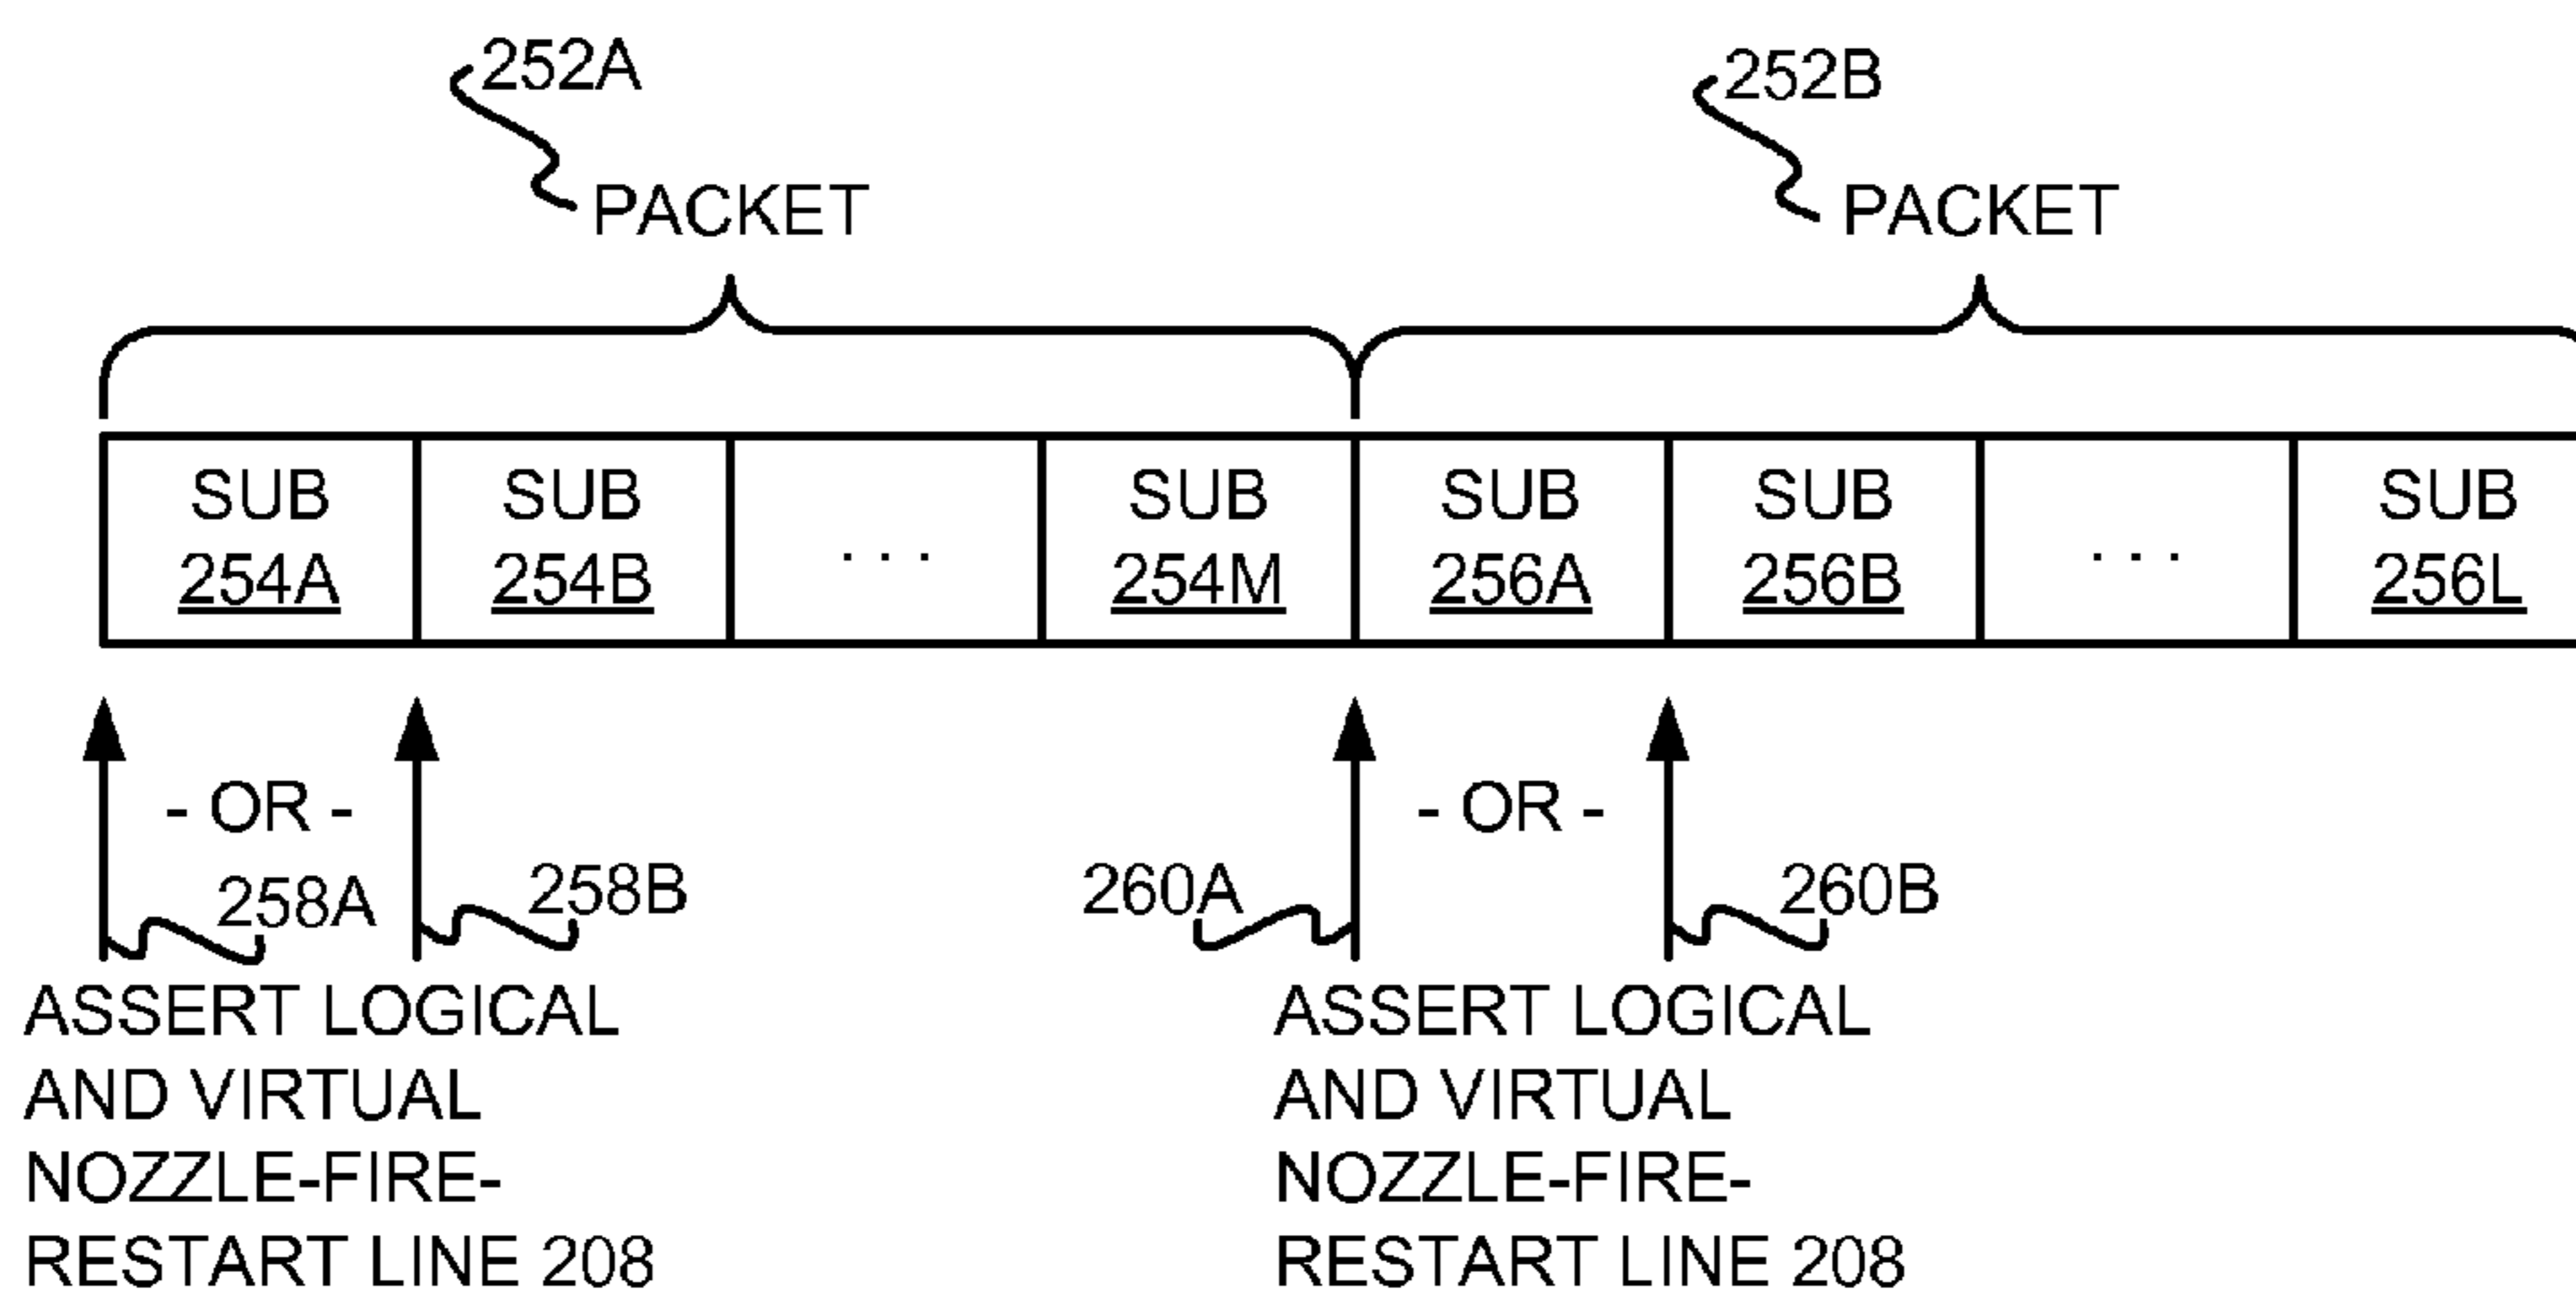 252A
252B
PACKET
PACKET
SUB
254A
SUB
254B
. . .
SUB
254M
SUB
256A
SUB
256B
. . .
SUB
256L
- OR -
- OR -
258A
258B
260A
260B
ASSERT LOGICAL
AND VIRTUAL
NOZZLE-FIRE-
RESTART LINE 208
ASSERT LOGICAL
AND VIRTUAL
NOZZLE-FIRE-
RESTART LINE 208